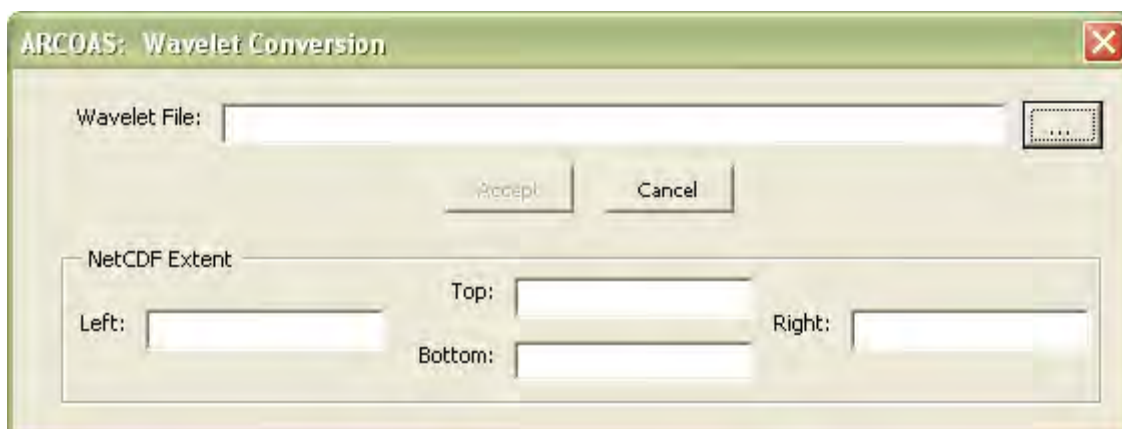 ARCOAS: Wavelet Conversion
Wavelet File:
...
Accept Cancel
NetCDF Extent
Top:
Left:
Right:
Bottom: